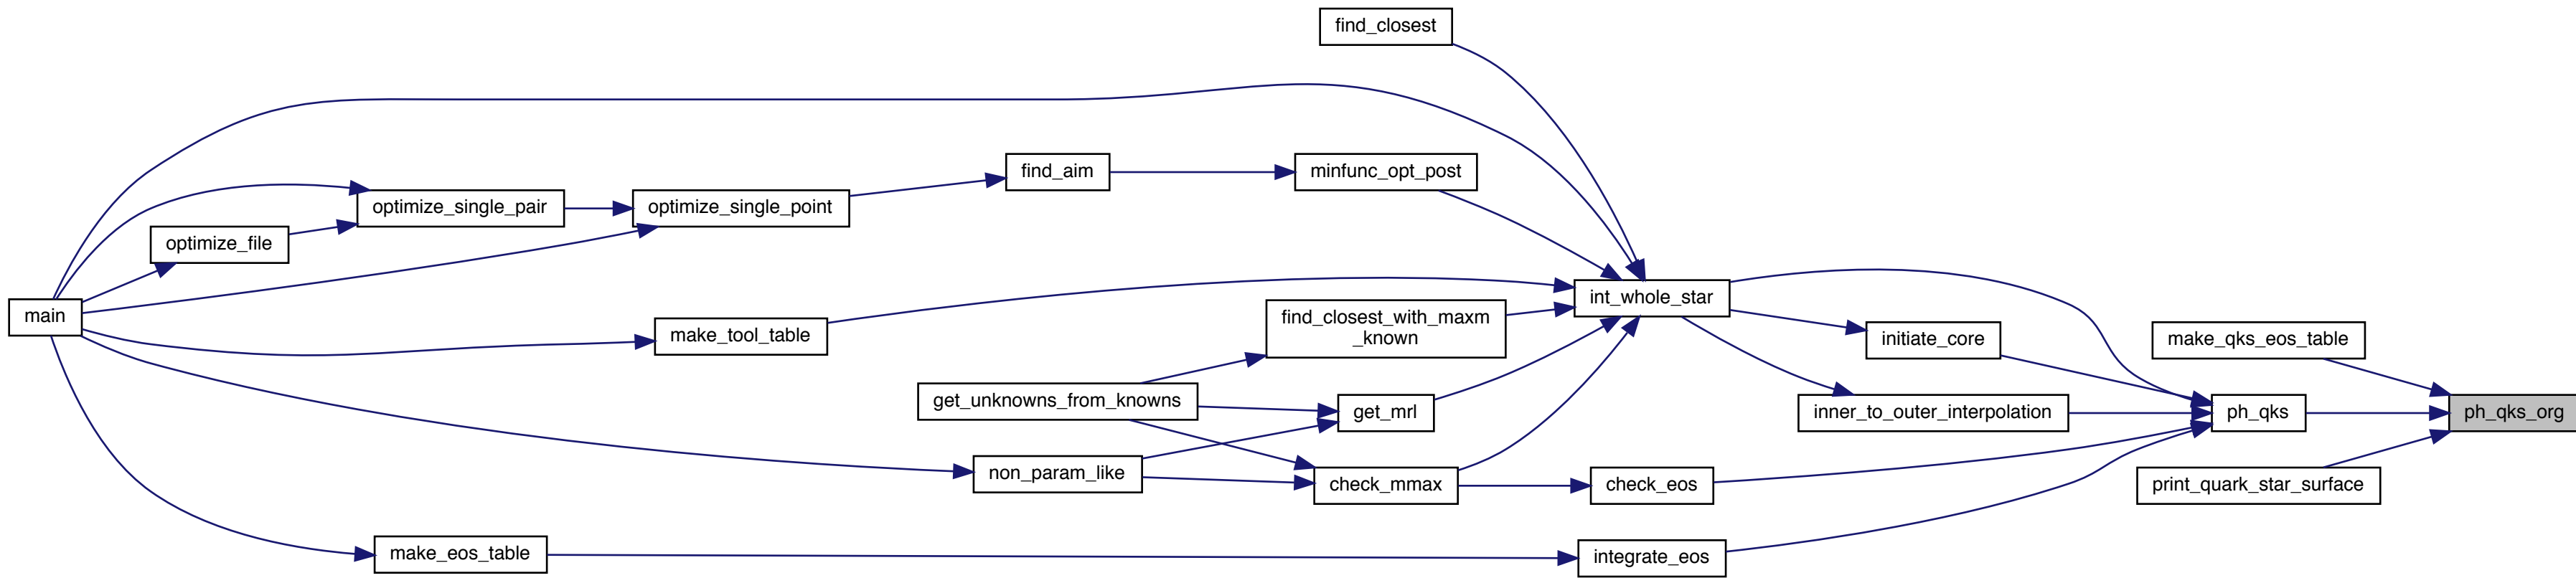 find_closest
find_aim
minfunc_opt_post
optimize_single_pair
optimize_single_point
optimize_file
int_whole_star
main
find_closest_with_maxm
_known
make_tool_table
initiate_core
make_qks_eos_table
get_unknowns_from_knowns
get_mrl
inner_to_outer_interpolation
ph_qks
ph_qks_org
non_param_like
check_mmax
check_eos
print_quark_star_surface
make_eos_table
integrate_eos